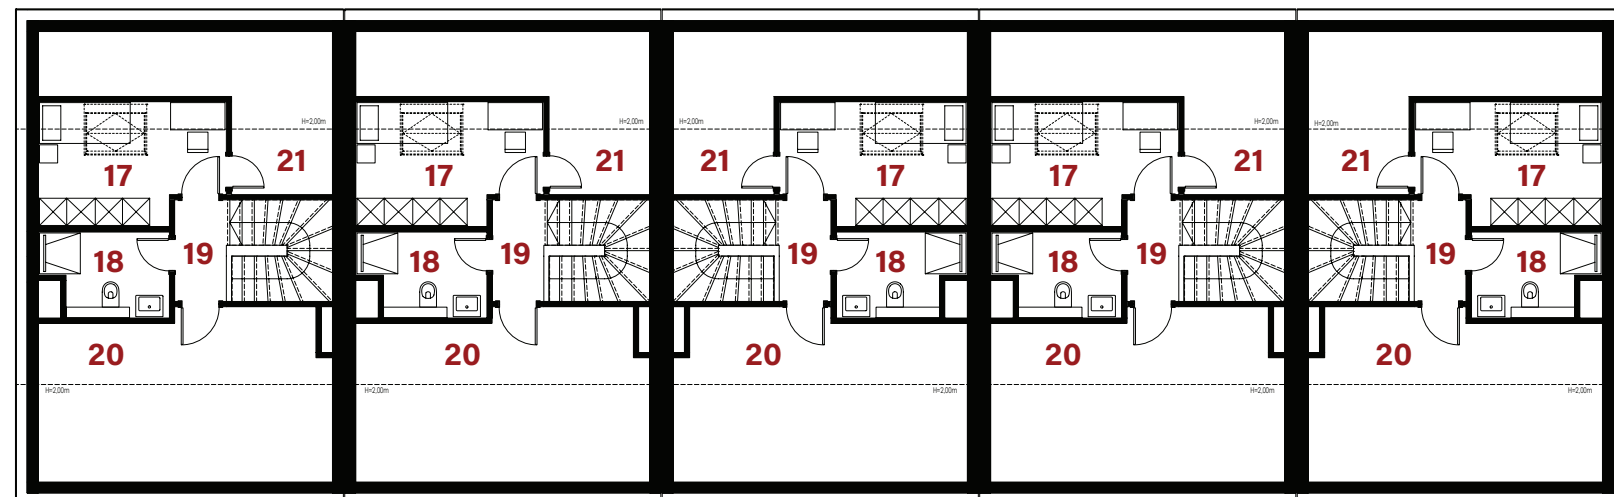 H=2,00m H=2,00m H=2,00m H=2,00m H=2,00m
21 21 21 21 21
17 17 17 17 17
19 19 19 19 19
18 18 18 18 18
20 20 20 20 20
H=2,00m H=2,00m H=2,00m H=2,00m H=2,00m